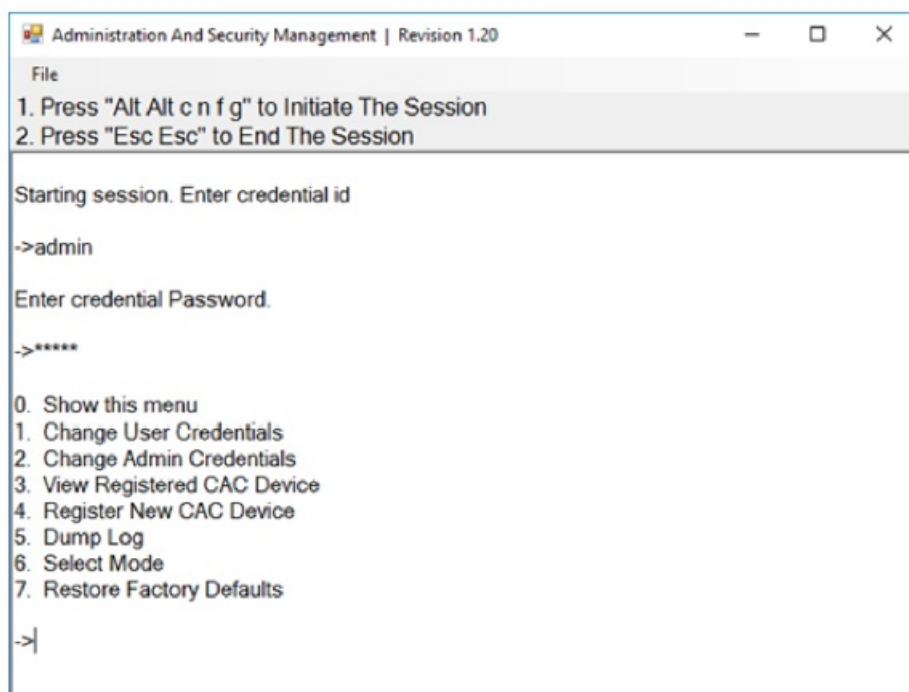 Administration And Security Management | Revision 1.20
File
1. Press "Alt Alt c n f g" to Initiate The Session
2. Press "Esc Esc" to End The Session
Starting session. Enter credential id
->admin
Enter credential Password.
->*****
0. Show this menu
1. Change User Credentials
2. Change Admin Credentials
3. View Registered CAC Device
4. Register New CAC Device
5. Dump Log
6. Select Mode
7. Restore Factory Defaults
->